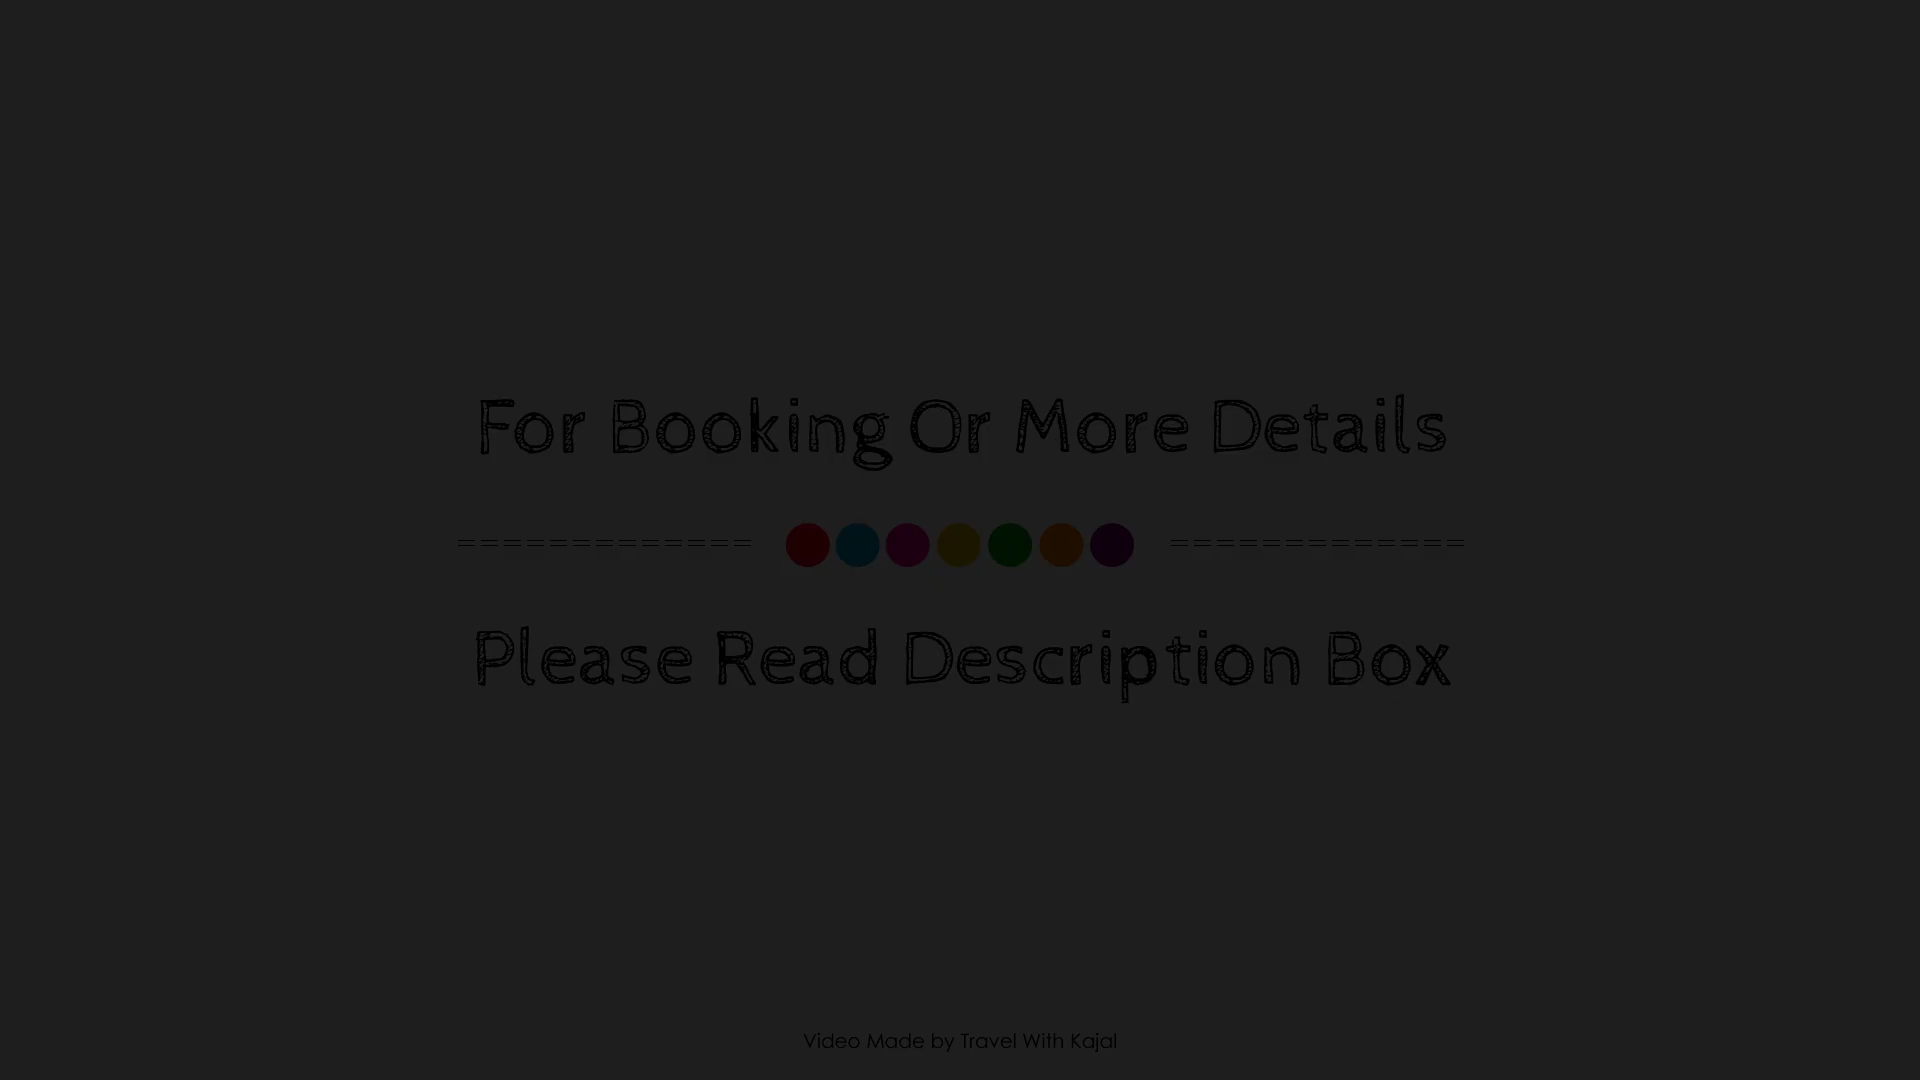 For Booking Or More Details
============= =============
Please Read Description Box
Video Made by Travel With Kajal